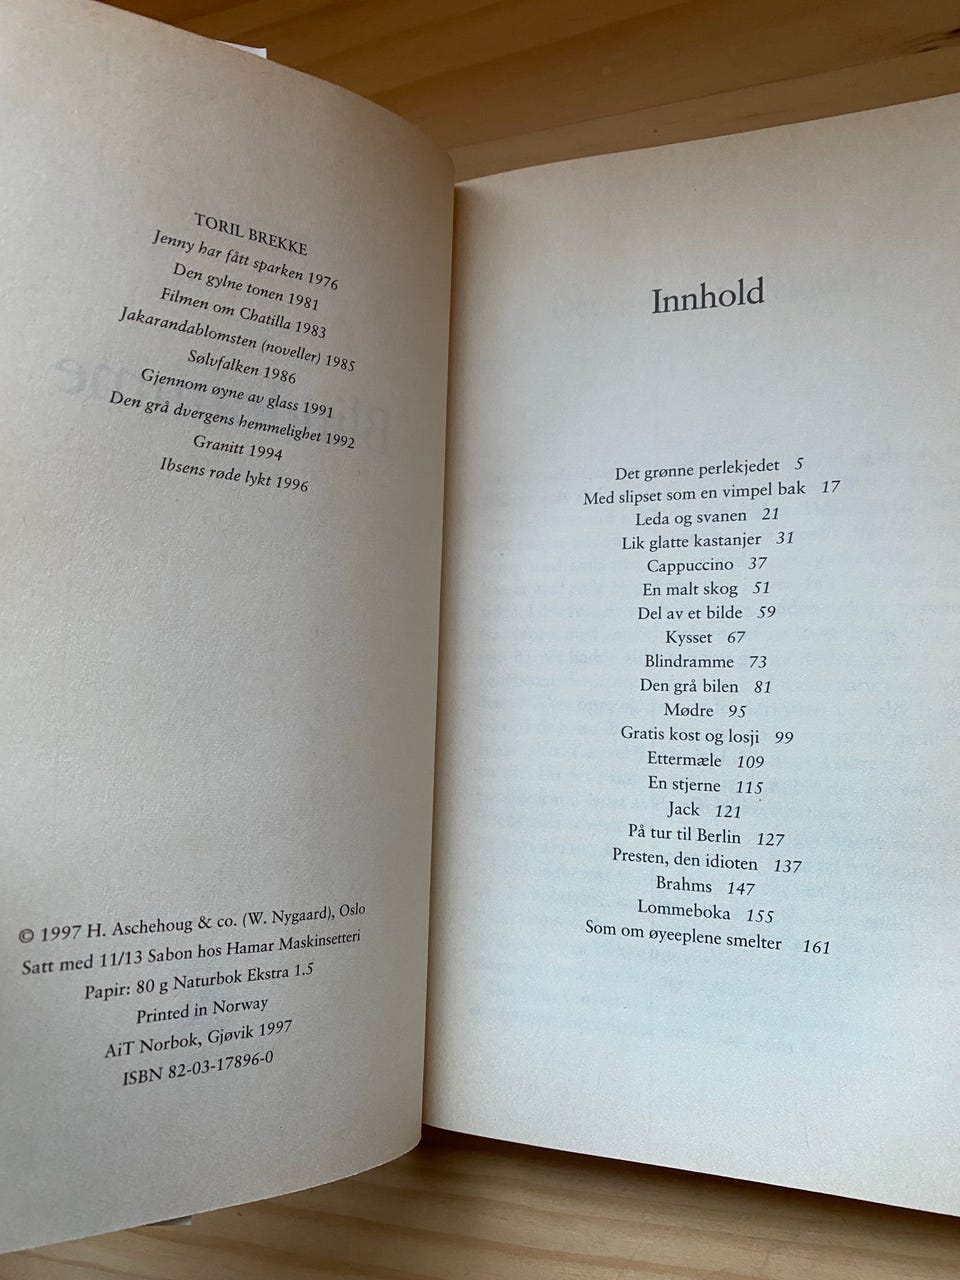 TORIL BREKKE
Jenny har fått sparken 1976
Den gylne tonen 1981
Filmen om Chatilla 1983
Jakarandablomsten (noveller) 1985
Sølvfalken 1986
Gjennom øyne av glass 1991
Den grå dvergens hemmelighet 1992
Granitt 1994
Ibsens røde lykt 1996
© 1997 H. Aschehoug & co. (W. Nygaard), Oslo
Satt med 11/13 Sabon hos Hamar Maskinsetteri
Papir: 80 g Naturbok Ekstra 1.5
Printed in Norway
AiT Norbok, Gjøvik 1997
ISBN 82-03-17896-0
Innhold
Det grønne perlekjedet 5
Med slipset som en vimpel bak 17
Leda og svanen 21
Lik glatte kastanjer 31
Cappuccino 37
En malt skog 51
Del av et bilde 59
Kysset 67
Blindramme 73
Den grå bilen 81
Mødre 95
Gratis kost og losji 99
Ettermæle 109
En stjerne 115
Jack 121
På tur til Berlin 127
Presten, den idioten 137
Brahms 147
Lommeboka 155
Som om øyeeplene smelter 161